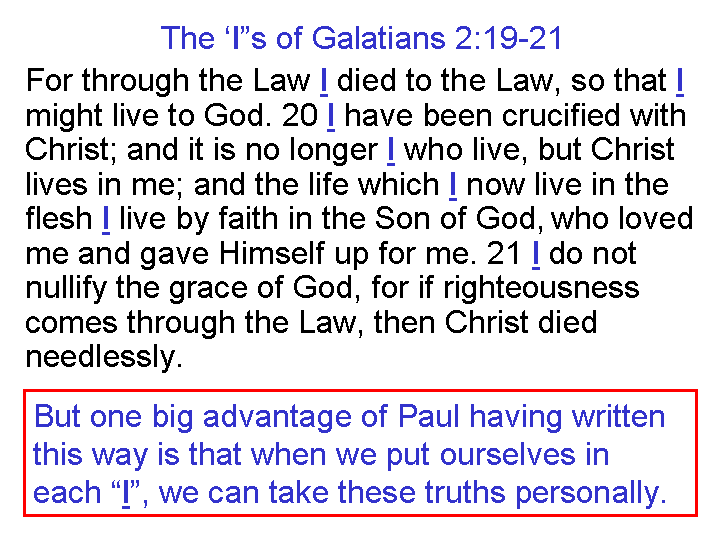 The ‘I”s of Galatians 2:19-21
For through the Law I died to the Law, so that I
might live to God. 20 I have been crucified with
Christ; and it is no longer I who live, but Christ
lives in me; and the life which I now live in the
flesh I live by faith in the Son of God, who loved
me and gave Himself up for me. 21 I do not
nullify the grace of God, for if righteousness
comes through the Law, then Christ died
needlessly.
But one big advantage of Paul having written
this way is that when we put ourselves in
each “I”, we can take these truths personally.